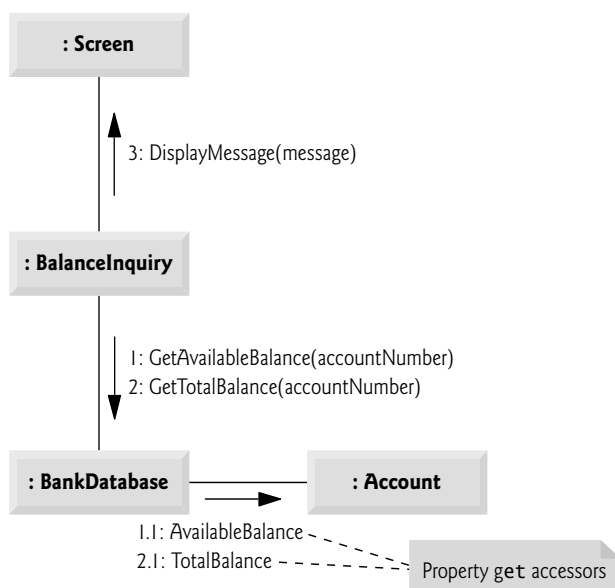 : Screen
3: DisplayMessage(message)
: BalanceInquiry
1: GetAvailableBalance(accountNumber)
2: GetTotalBalance(accountNumber)
: BankDatabase
: Account
1.1: AvailableBalance
2.1: TotalBalance
Property get accessors